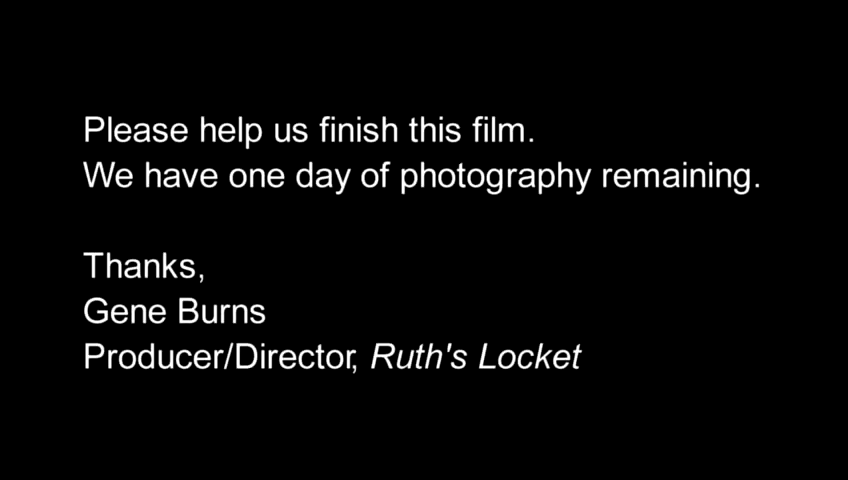 Please help us finish this film.
We have one day of photography remaining.
Thanks,
Gene Burns
Producer/Director, Ruth's Locket